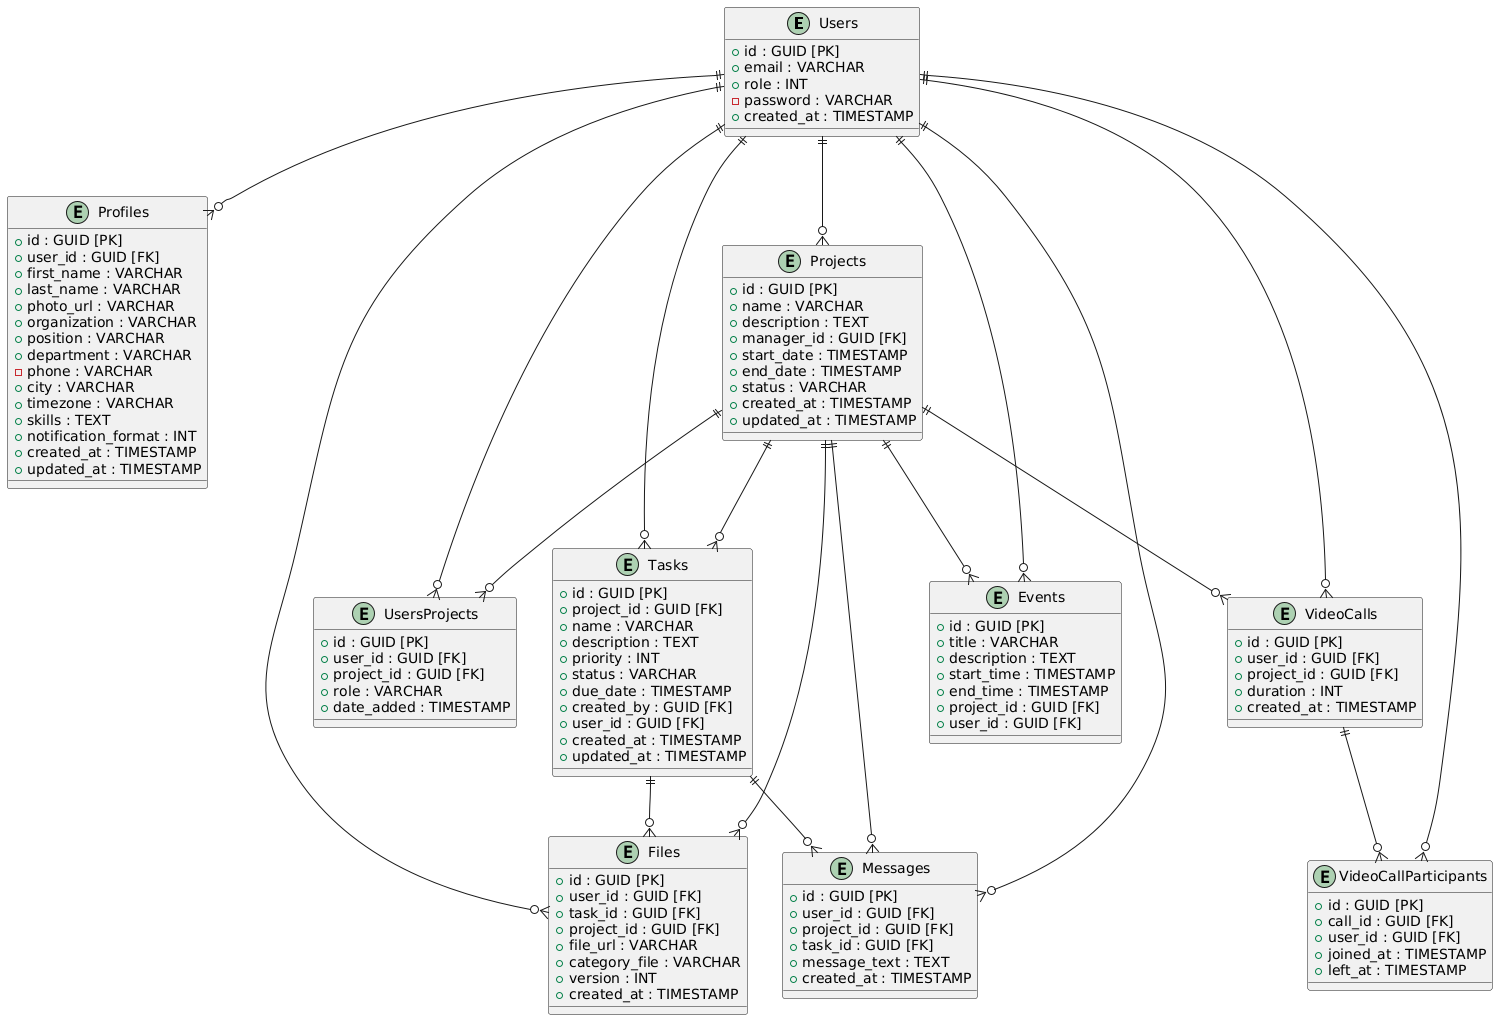 E Users
id : GUID [PK]
email : VARCHAR
role : INT
password : VARCHAR
created_at : TIMESTAMP
E Profiles
id : GUID [PK]
user_id : GUID [FK]
first_name : VARCHAR
last_name : VARCHAR
photo_url : VARCHAR
organization : VARCHAR
position : VARCHAR
department : VARCHAR
phone : VARCHAR
city : VARCHAR
timezone : VARCHAR
skills : TEXT
notification_format : INT
created_at : TIMESTAMP
updated_at : TIMESTAMP
E Projects
id : GUID [PK]
name : VARCHAR
description : TEXT
manager_id : GUID [FK]
start_date : TIMESTAMP
end_date : TIMESTAMP
status : VARCHAR
created_at : TIMESTAMP
updated_at : TIMESTAMP
E UsersProjects
id : GUID [PK]
user_id : GUID [FK]
project_id : GUID [FK]
role : VARCHAR
date_added : TIMESTAMP
E Tasks
id : GUID [PK]
project_id : GUID [FK]
name : VARCHAR
description : TEXT
priority : INT
status : VARCHAR
due_date : TIMESTAMP
created_by : GUID [FK]
user_id : GUID [FK]
created_at : TIMESTAMP
updated_at : TIMESTAMP
E Events
id : GUID [PK]
title : VARCHAR
description : TEXT
start_time : TIMESTAMP
end_time : TIMESTAMP
project_id : GUID [FK]
user_id : GUID [FK]
E VideoCalls
id : GUID [PK]
user_id : GUID [FK]
project_id : GUID [FK]
duration : INT
created_at : TIMESTAMP
E Files
id : GUID [PK]
user_id : GUID [FK]
task_id : GUID [FK]
project_id : GUID [FK]
file_url : VARCHAR
category_file : VARCHAR
version : INT
created_at : TIMESTAMP
E Messages
id : GUID [PK]
user_id : GUID [FK]
project_id : GUID [FK]
task_id : GUID [FK]
message_text : TEXT
created_at : TIMESTAMP
E VideoCallParticipants
id : GUID [PK]
call_id : GUID [FK]
user_id : GUID [FK]
joined_at : TIMESTAMP
left_at : TIMESTAMP